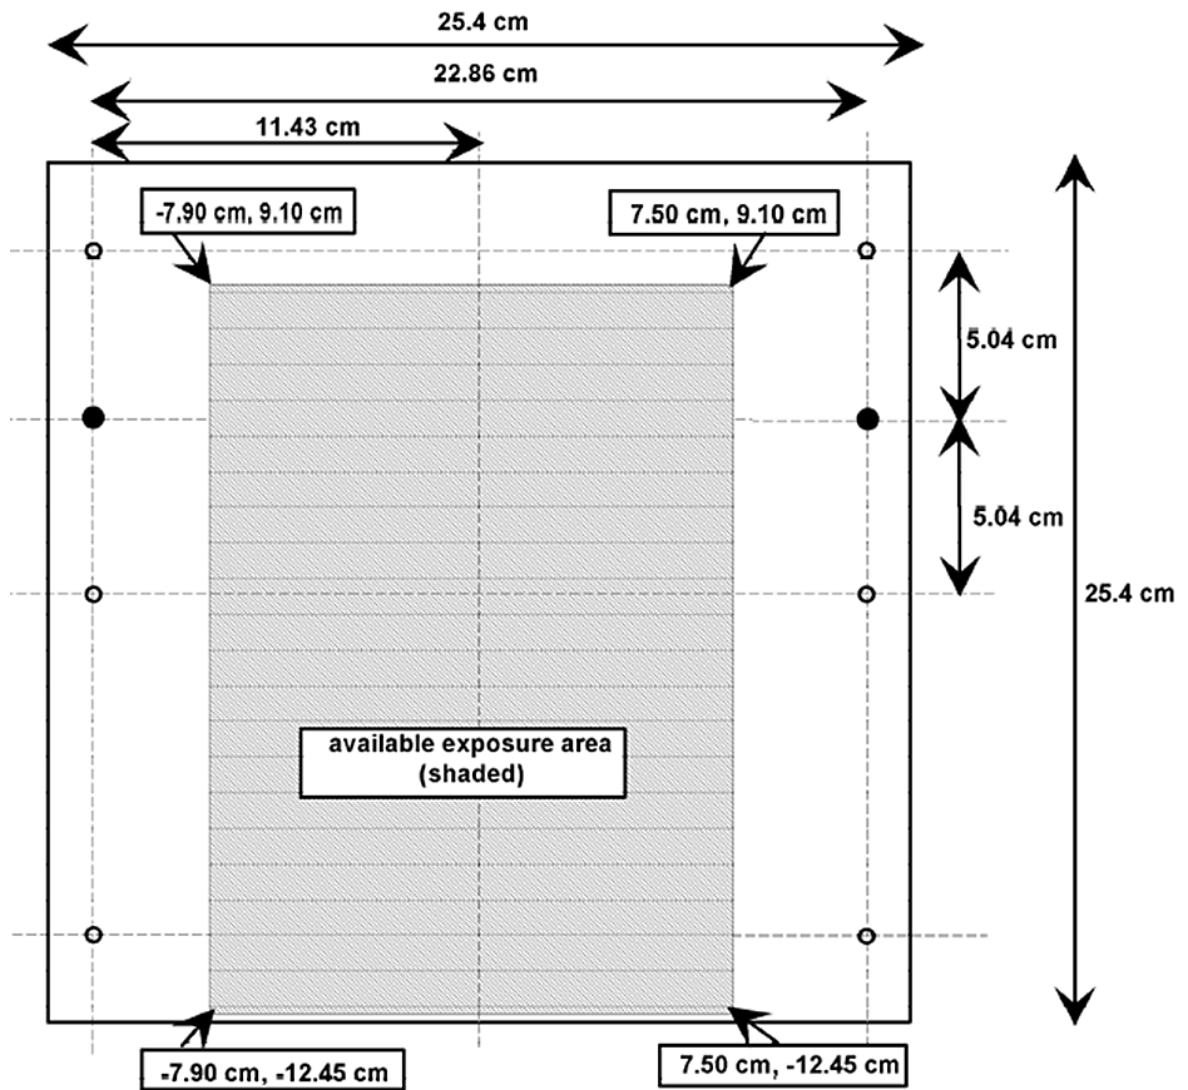 25.4 cm
22.86 cm
11.43 cm
-7.90 cm, 9.10 cm
7.50 cm, 9.10 cm
5.04 cm
5.04 cm
25.4 cm
available exposure area
(shaded)
-7.90 cm, -12.45 cm
7.50 cm, -12.45 cm